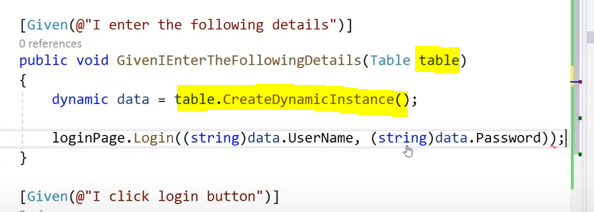 [Given(@"I enter the following details")]
0 references
public void GivenIEnterTheFollowingDetails(Table table)
{
dynamic data = table.CreateDynamicInstance();
loginPage.Login((string)data.UserName, (string)data.Password));
}
[Given(@"I click login button")]